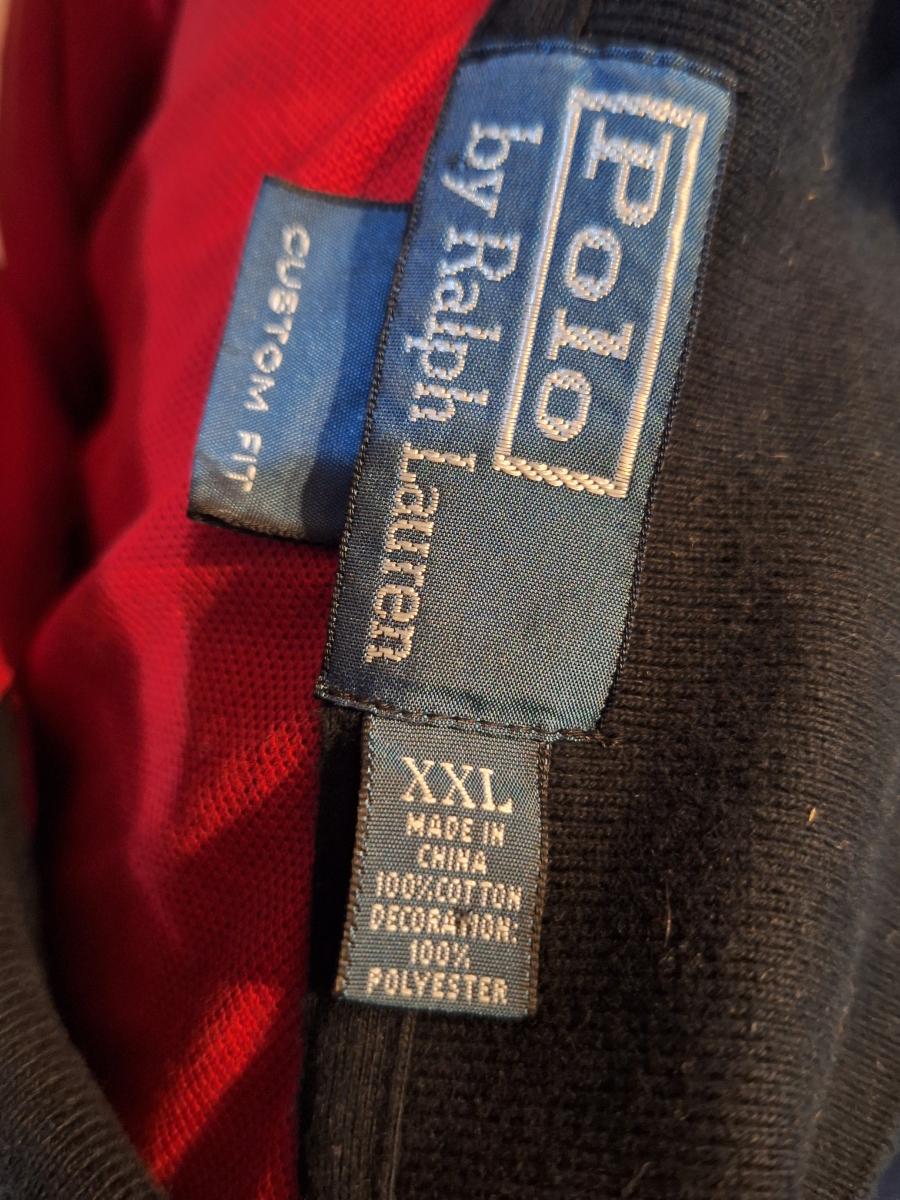 Polo
by Ralph Lauren
CUSTOM FIT
XXL
MADE IN
CHINA
100%COTTON
DECORATION:
100%
POLYESTER